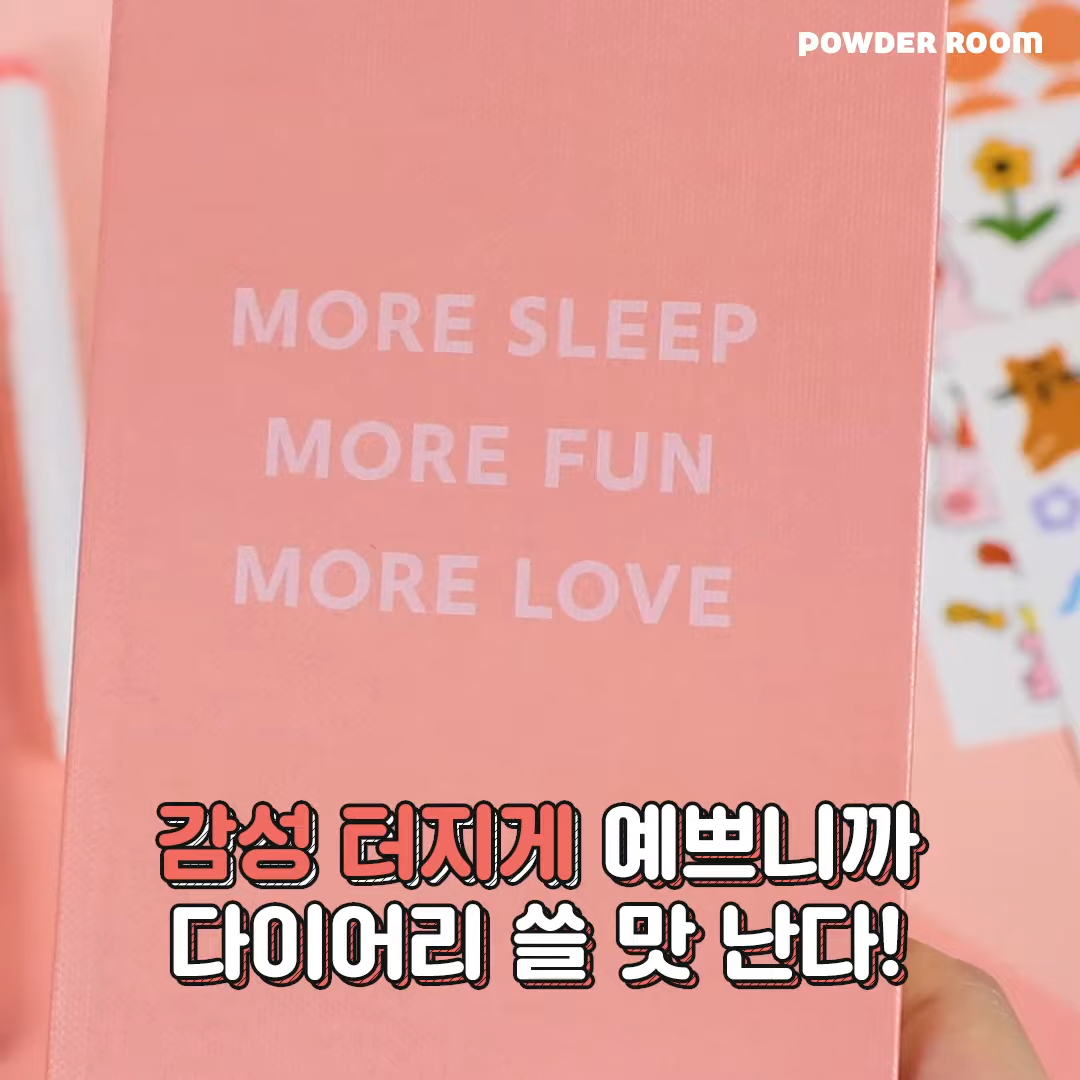 POWDER ROOM
MORE SLEEP
MORE FUN
MORE LOVE
감성 터지게 예쁘니까
다이어리 쓸 맛 난다!